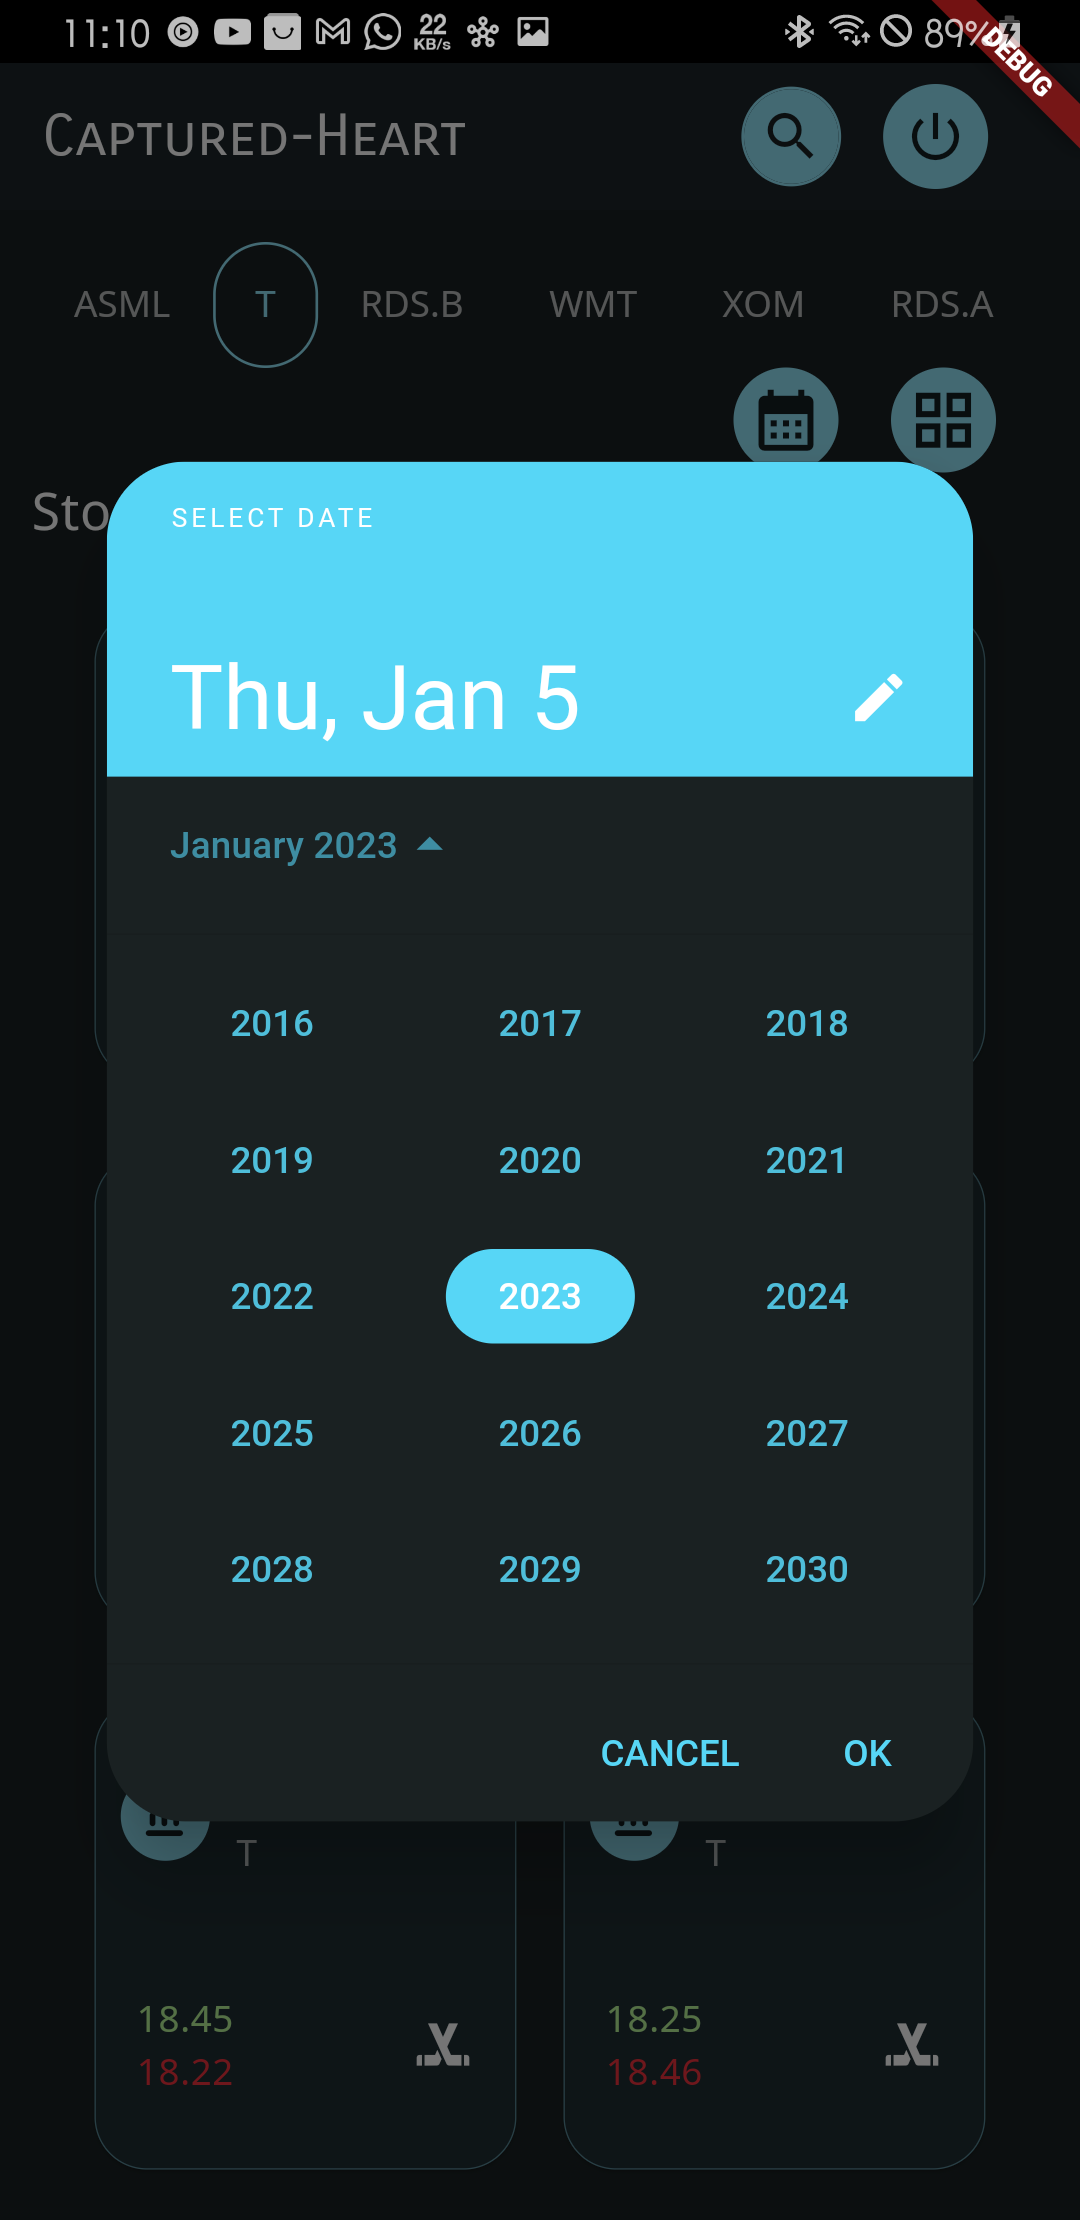 11:10 22 KB/s 89%
DEBUG
Captured-Heart
ASML T RDS.B WMT XOM RDS.A
Sto
SELECT DATE
Thu, Jan 5
January 2023
2016 2017 2018
2019 2020 2021
2022 2023 2024
2025 2026 2027
2028 2029 2030
CANCEL OK
T T
18.45 18.25
18.22 18.46